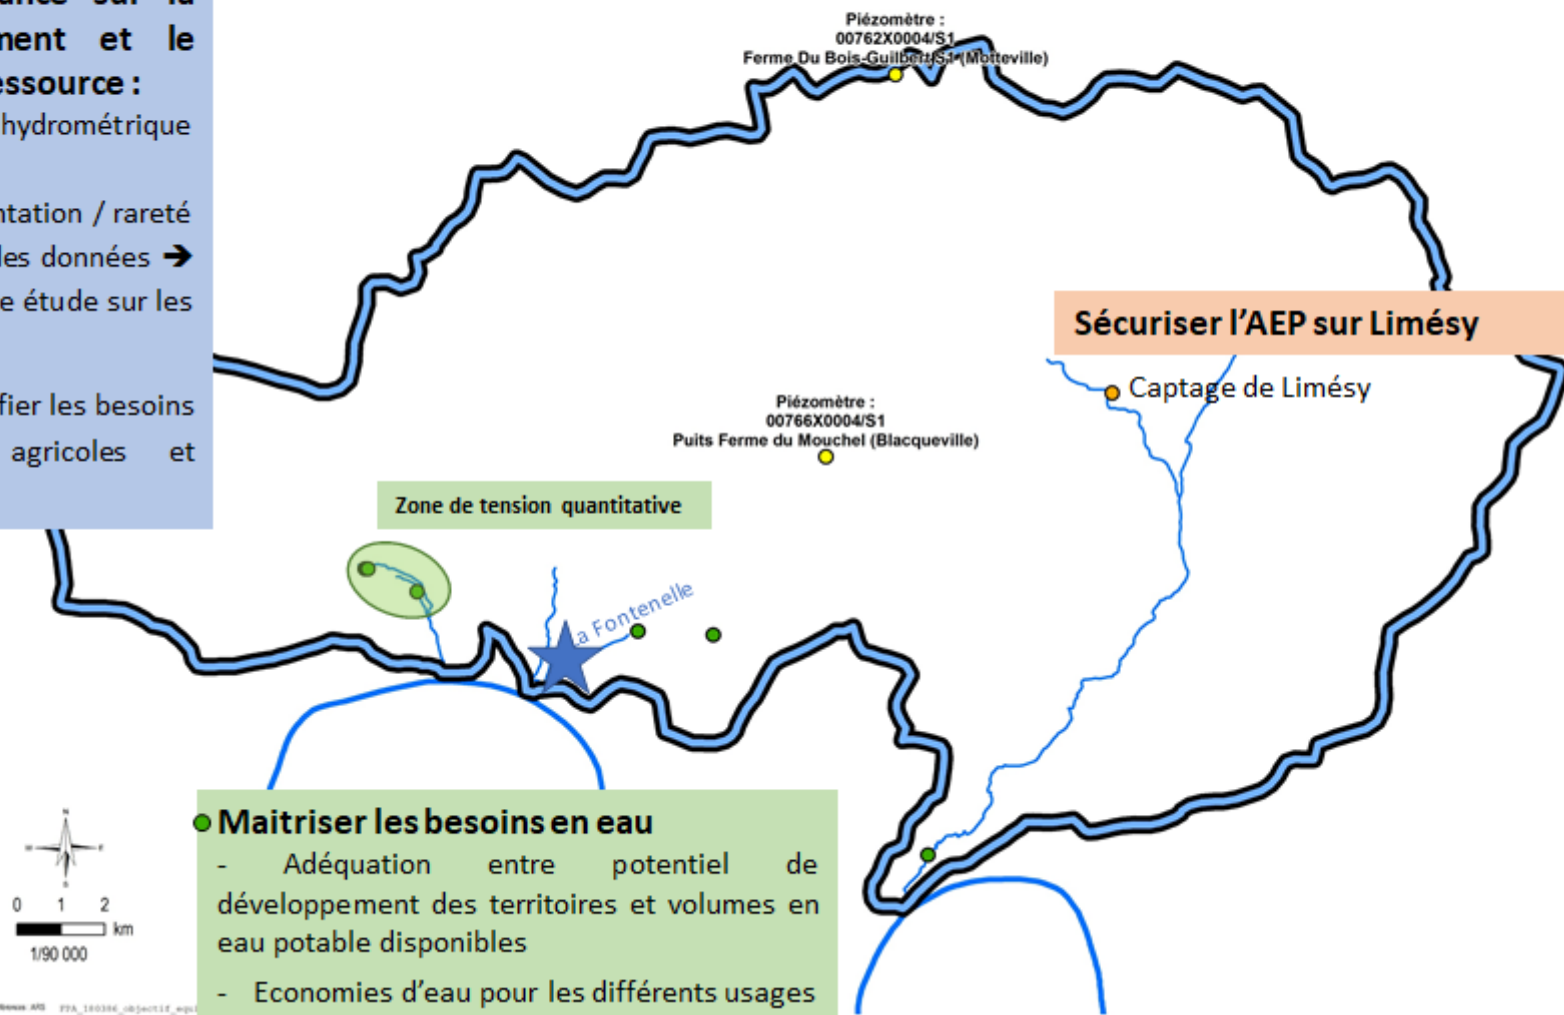 sur la
ment et le
essource :
hydrométrique
ntation / rareté
les données ➔
e étude sur les
fier les besoins
agricoles et
Piézomètre :
00762X0004/S1
Ferme Du Bois-Guilbert S1 (Motteville)
Sécuriser l'AEP sur Limésy
Captage de Limésy
Piézomètre :
00766X0004/S1
Puits Ferme du Mouchel (Blacqueville)
Zone de tension quantitative
La Fontenelle
Maitriser les besoins en eau
- Adéquation entre potentiel de
développement des territoires et volumes en
eau potable disponibles
- Economies d'eau pour les différents usages
N
S
0 1 2
km
1/90 000